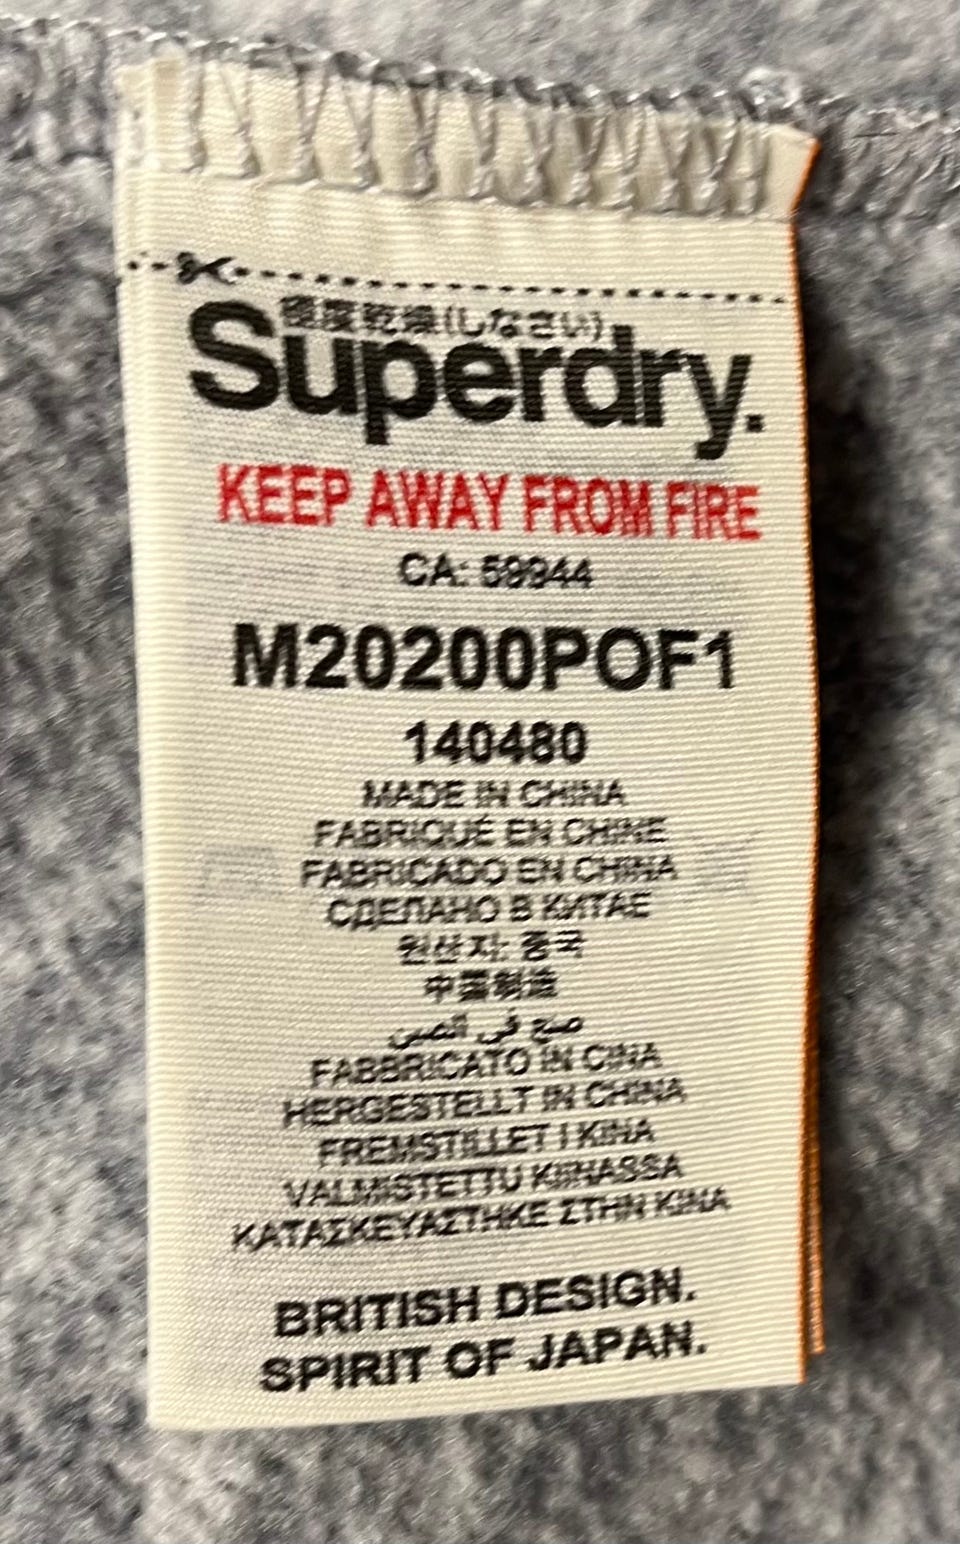 極度乾燥(しなさい)
Superdry.
KEEP AWAY FROM FIRE
CA: 59944
M20200POF1
140480
MADE IN CHINA
FABRIQUÉ EN CHINE
FABRICADO EN CHINA
СДЕЛАНО В КИТАЕ
원산지: 중국
中国制造
صنع في الصين
FABBRICATO IN CINA
HERGESTELLT IN CHINA
FREMSTILLET I KINA
VALMISTETTU KIINASSA
ΚΑΤΑΣΚΕΥΑΣΤΗΚΕ ΣΤΗΝ ΚΙΝΑ
BRITISH DESIGN.
SPIRIT OF JAPAN.